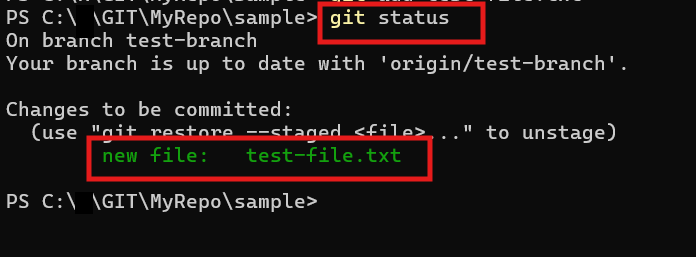 PS C:\ \GIT\MyRepo\sample> git status
On branch test-branch
Your branch is up to date with 'origin/test-branch'.
Changes to be committed:
(use "git restore --staged <file>..." to unstage)
new file: test-file.txt
PS C:\ \GIT\MyRepo\sample>